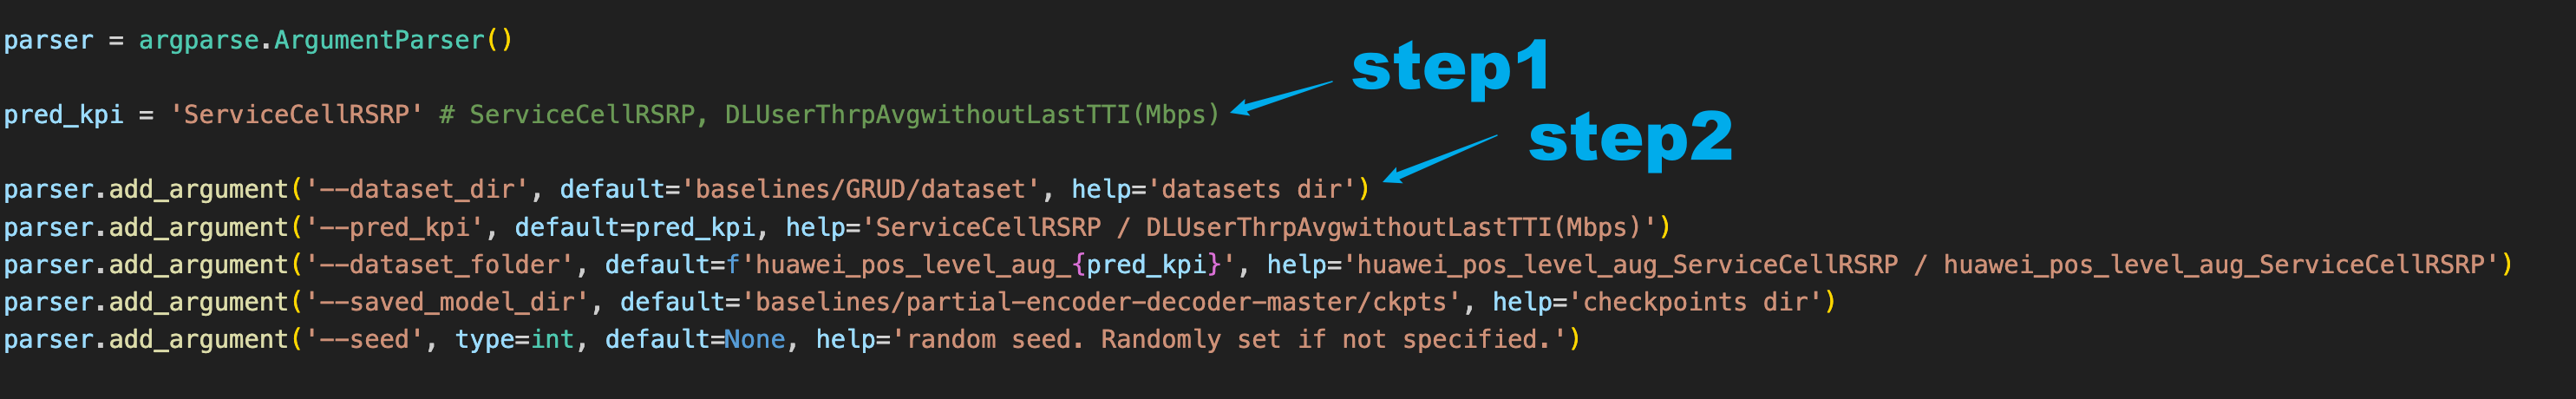 parser = argparse.ArgumentParser()
step1
pred_kpi = 'ServiceCellRSRP' # ServiceCellRSRP, DLUserThrpAvgwithoutLastTTI(Mbps)
step2
parser.add_argument('--dataset_dir', default='baselines/GRUD/dataset', help='datasets dir')
parser.add_argument('--pred_kpi', default=pred_kpi, help='ServiceCellRSRP / DLUserThrpAvgwithoutLastTTI(Mbps)')
parser.add_argument('--dataset_folder', default=f'huawei_pos_level_aug_{pred_kpi}', help='huawei_pos_level_aug_ServiceCellRSRP / huawei_pos_level_aug_ServiceCellRSRP')
parser.add_argument('--saved_model_dir', default='baselines/partial-encoder-decoder-master/ckpts', help='checkpoints dir')
parser.add_argument('--seed', type=int, default=None, help='random seed. Randomly set if not specified.')